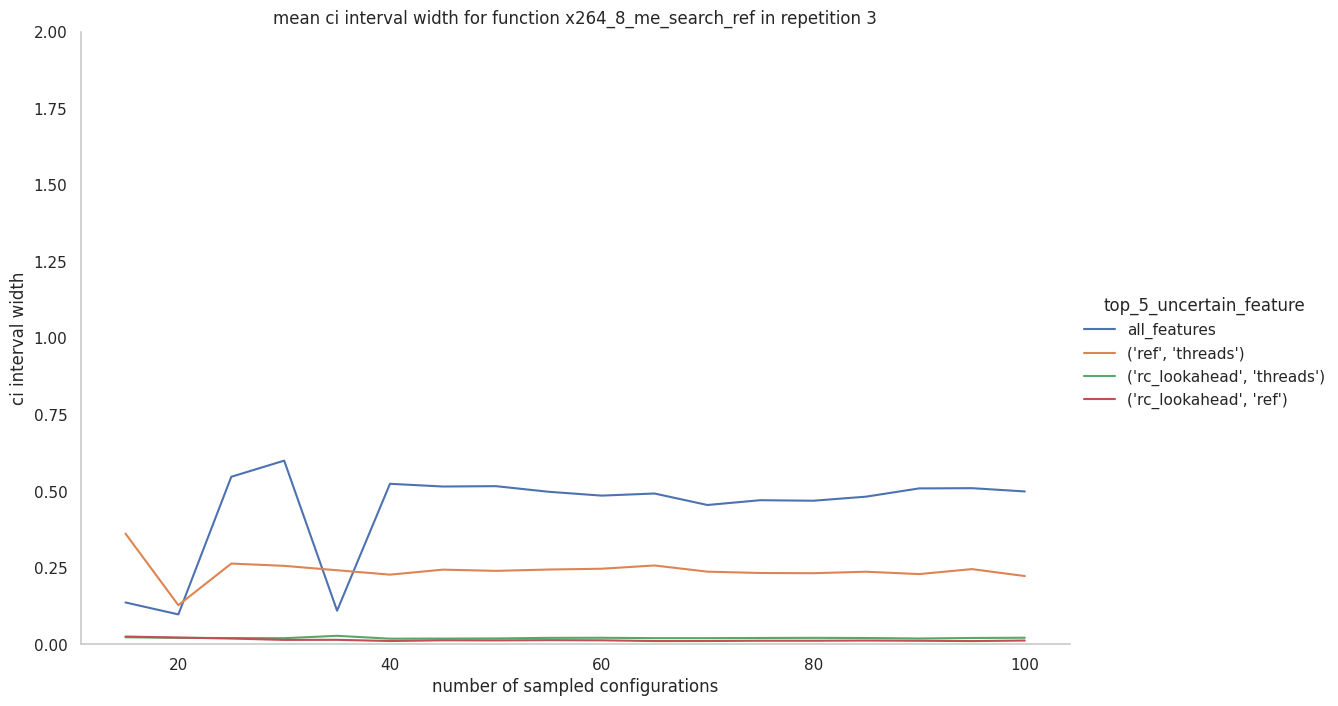 mean ci interval width for function x264_8_me_search_ref in repetition 3
2.00
1.75
1.50
1.25
1.00
0.75
0.50
0.25
0.00
ci interval width
20 40 60 80 100
number of sampled configurations
top_5_uncertain_feature
all_features
('ref', 'threads')
('rc_lookahead', 'threads')
('rc_lookahead', 'ref')